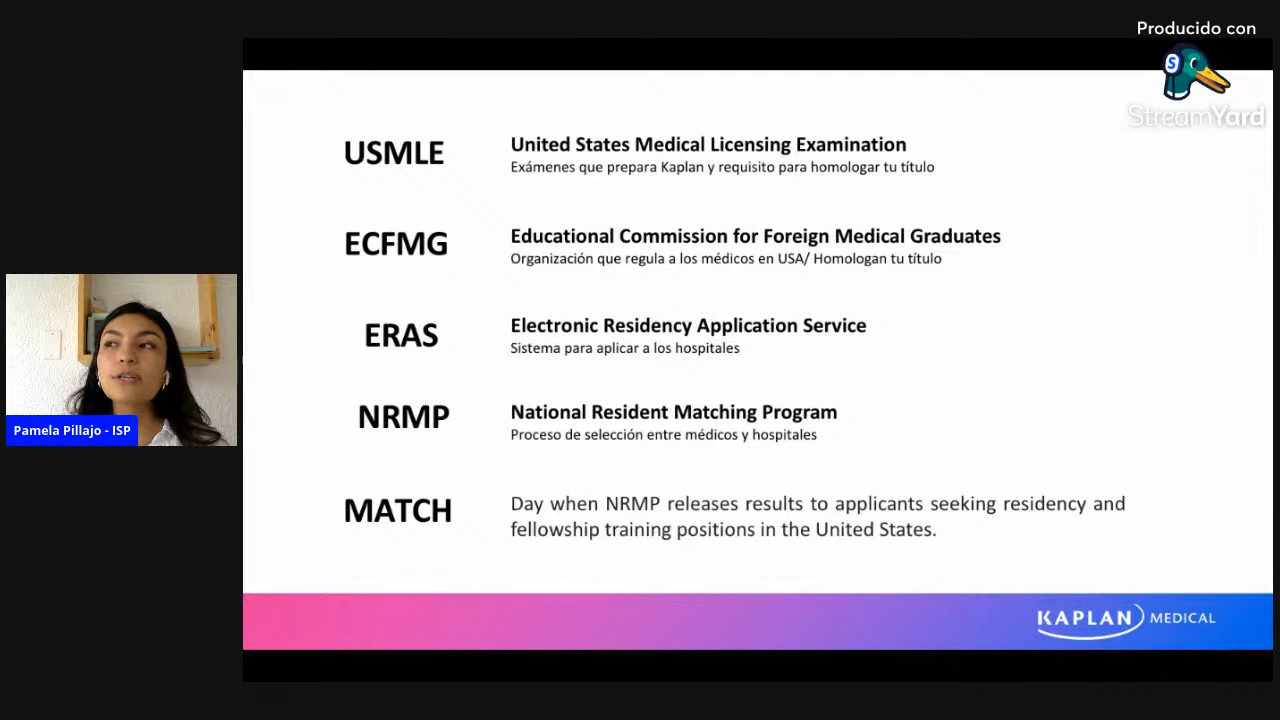 Producido con
S
StreamYard
USMLE
United States Medical Licensing Examination
Exámenes que prepara Kaplan y requisito para homologar tu título
ECFMG
Educational Commission for Foreign Medical Graduates
Organización que regula a los médicos en USA/ Homologan tu título
ERAS
Electronic Residency Application Service
Sistema para aplicar a los hospitales
NRMP
National Resident Matching Program
Proceso de selección entre médicos y hospitales
MATCH
Day when NRMP releases results to applicants seeking residency and
fellowship training positions in the United States.
Pamela Pillajo - ISP
KAPLAN MEDICAL